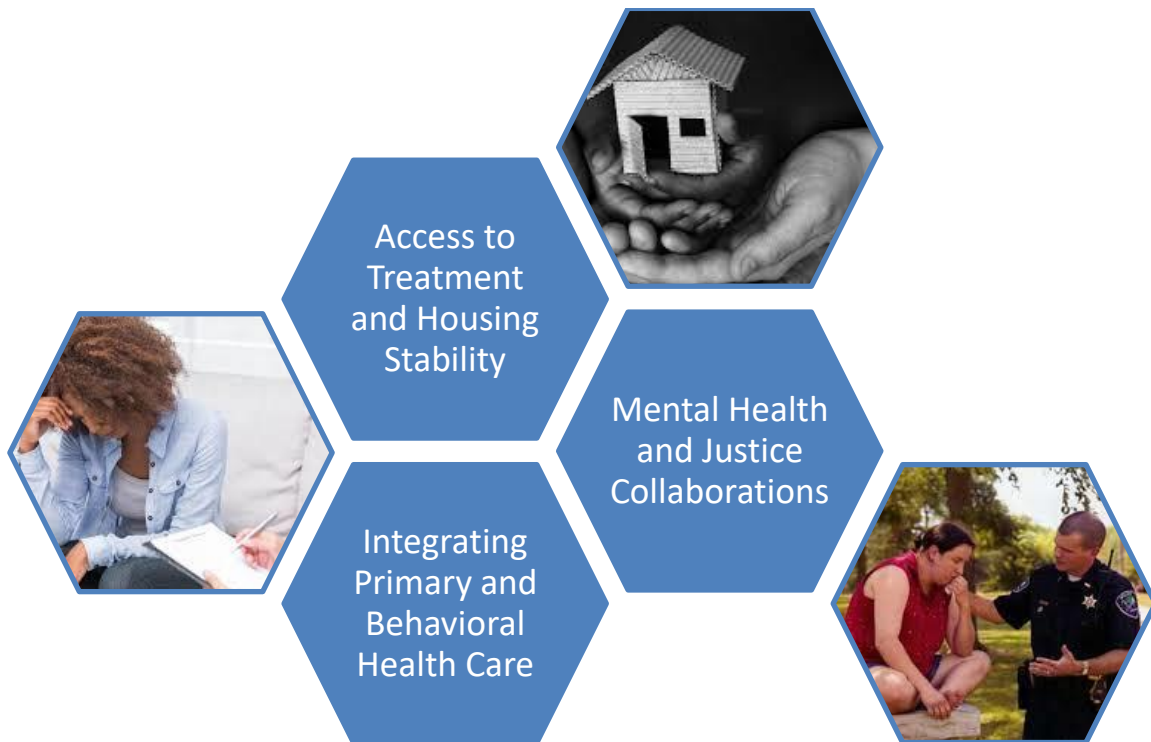 Access to
Treatment
and Housing
Stability
Mental Health
and Justice
Collaborations
Integrating
Primary and
Behavioral
Health Care